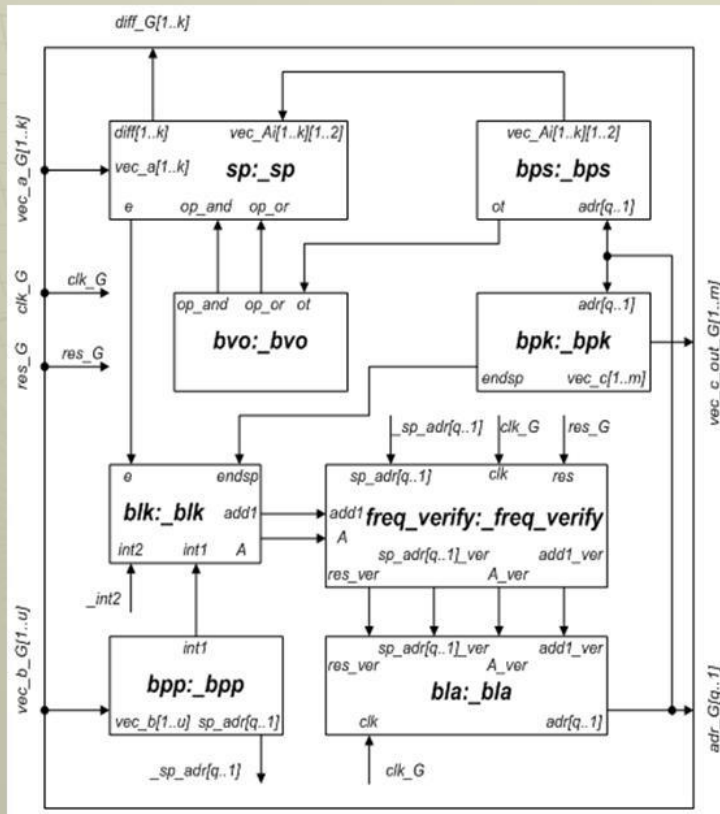 diff_G[1..k]
diff[1..k] vec_Ai[1..k][1..2]
vec_a[1..k]
sp:_sp
e op_and op_or
vec_Ai[1..k][1..2]
bps:_bps
ot adr[q..1]
vec_a_G[1..k]
clk_G
clk_G
res_G
res_G
op_and op_or ot
bvo:_bvo
adr[q..1]
bpk:_bpk
endsp vec_c[1..m]
vec_c_out_G[1..m]
_sp_adr[q..1] clk_G res_G
e endsp
blk:_blk
add1
int2 int1 A
_int2
sp_adr[q..1] clk res
add1
freq_verify:_freq_verify
A
sp_adr[q..1]_ver add1_ver
res_ver A_ver
int1
bpp:_bpp
vec_b[1..u] sp_adr[q..1]
_sp_adr[q..1]
vec_b_G[1..u]
sp_adr[q..1]_ver add1_ver
res_ver A_ver
bla:_bla
clk adr[q..1]
clk_G
adr_G[q..1]